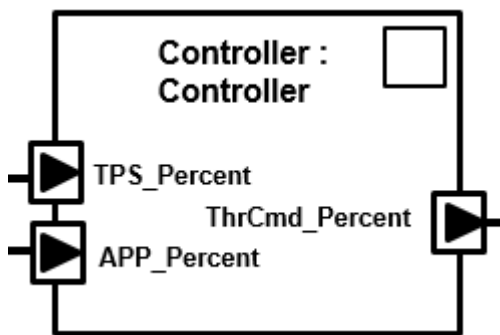 Controller :
Controller
TPS_Percent
ThrCmd_Percent
APP_Percent